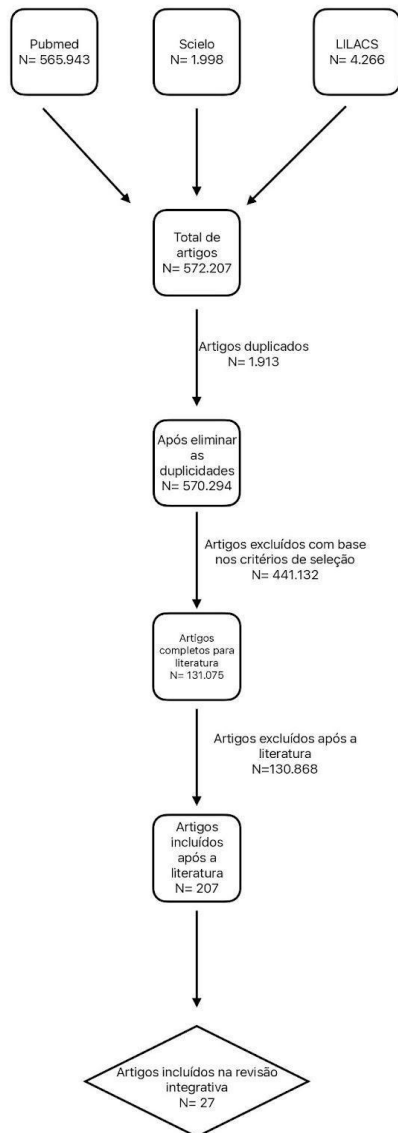 Pubmed
N= 565.943
Scielo
N= 1.998
LILACS
N= 4.266
Total de
artigos
N= 572.207
Artigos duplicados
N= 1.913
Após eliminar
as
duplicidades
N= 570.294
Artigos excluídos com base
nos critérios de seleção
N= 441.132
Artigos
completos para
literatura
N= 131.075
Artigos excluídos após a
literatura
N=130.868
Artigos
incluídos
após a
literatura
N= 207
Artigos incluídos na revisão
integrativa
N= 27